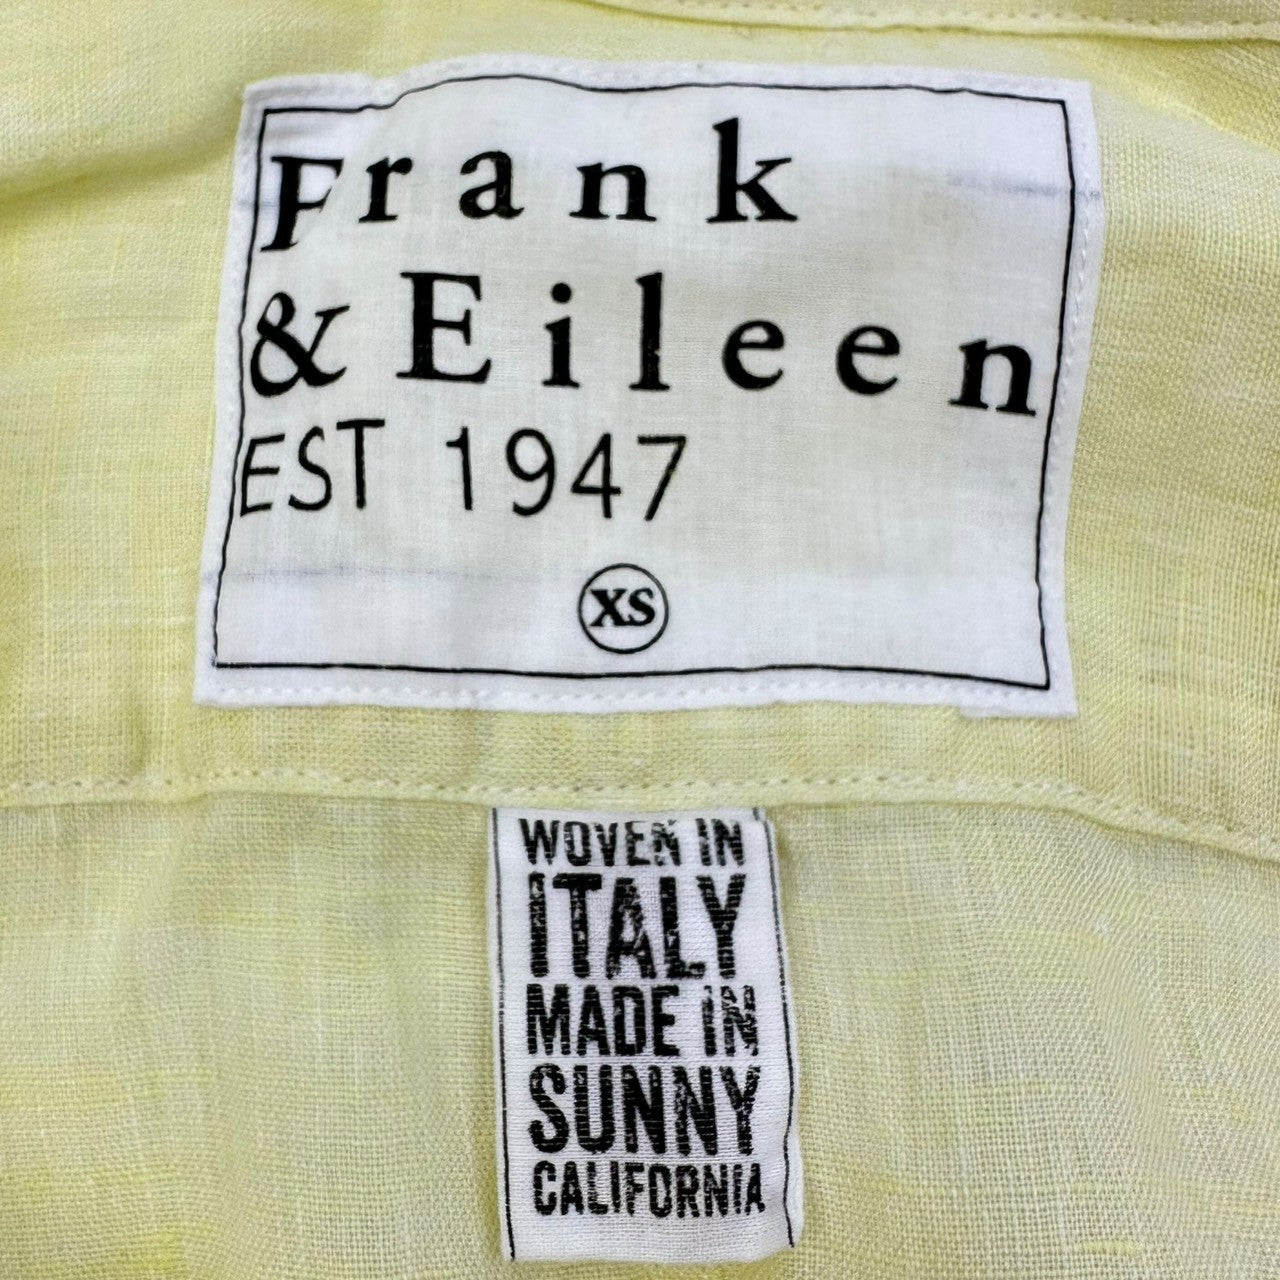 Frank
& Eileen
EST 1947
XS
WOVEN IN
ITALY
MADE IN
SUNNY
CALIFORNIA